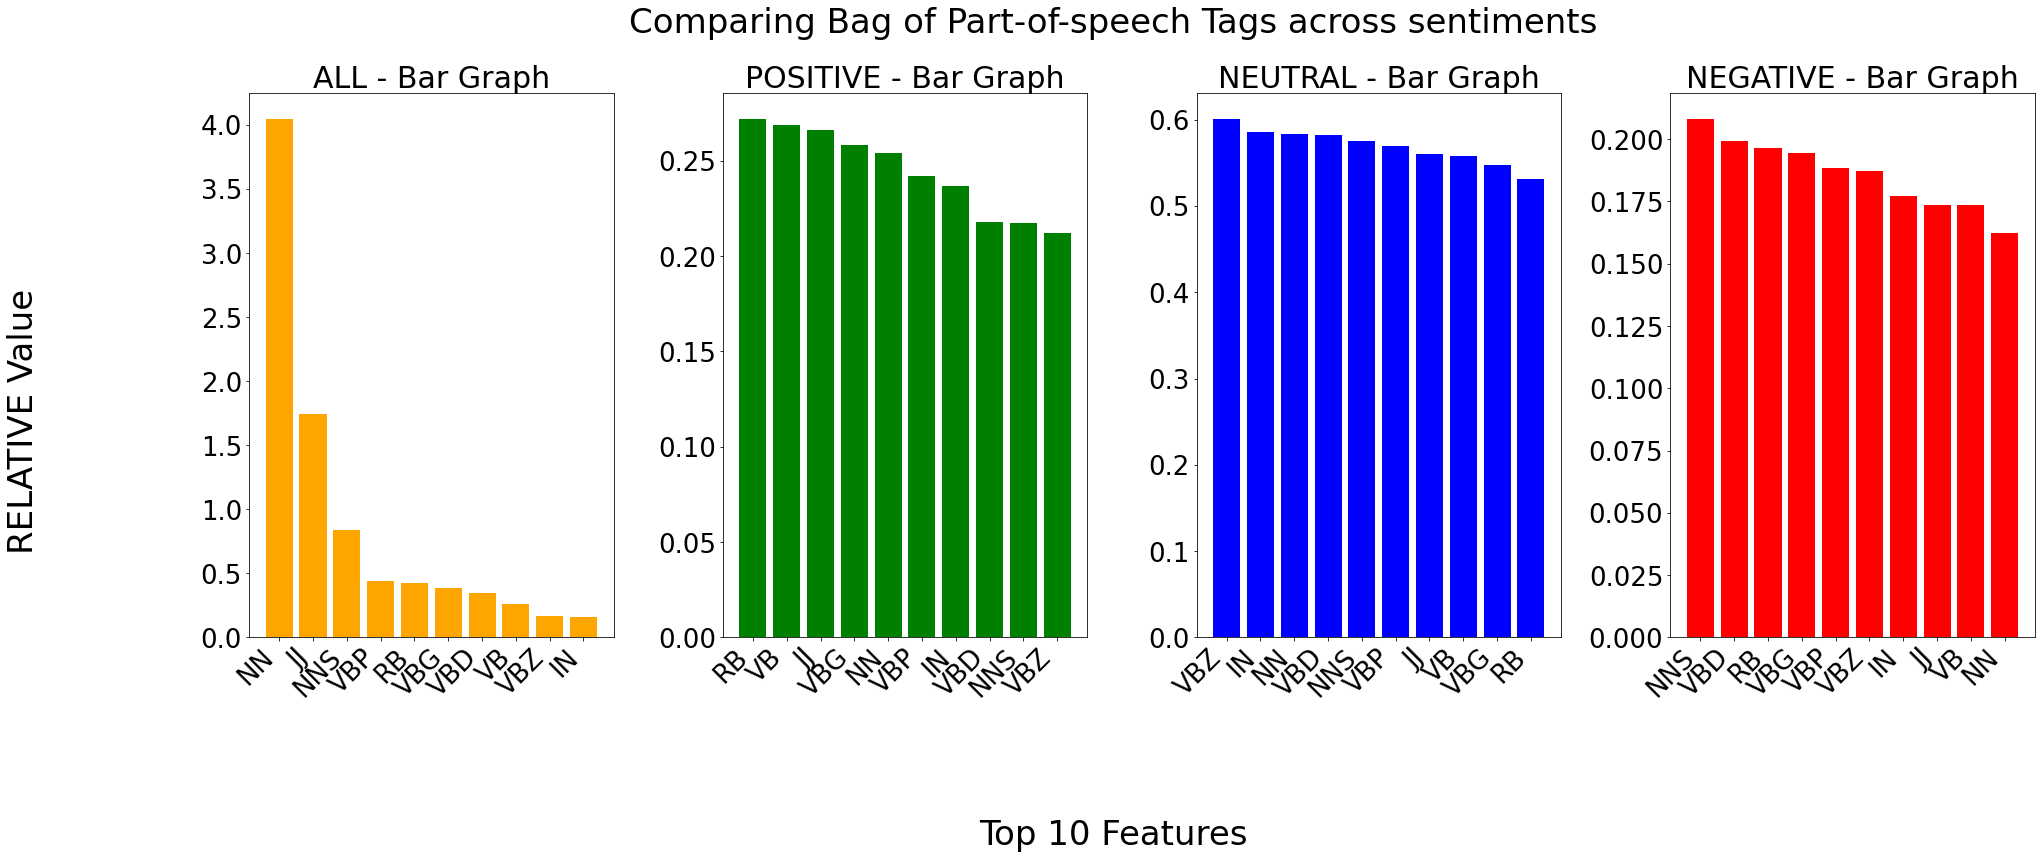 Comparing Bag of Part-of-speech Tags across sentiments
RELATIVE Value
ALL - Bar Graph
4.0
3.5
3.0
2.5
2.0
1.5
1.0
0.5
0.0
NN JJ NNS VBP RB VBG VBD VB VBZ IN
POSITIVE - Bar Graph
0.25
0.20
0.15
0.10
0.05
0.00
RB VB JJ VBG NN VBP IN VBD NNS VBZ
NEUTRAL - Bar Graph
0.6
0.5
0.4
0.3
0.2
0.1
0.0
VBZ IN NN VBD NNS VBP JJ VB VBG RB
NEGATIVE - Bar Graph
0.200
0.175
0.150
0.125
0.100
0.075
0.050
0.025
0.000
NNS VBD RB VBG VBP VBZ IN JJ VB NN
Top 10 Features